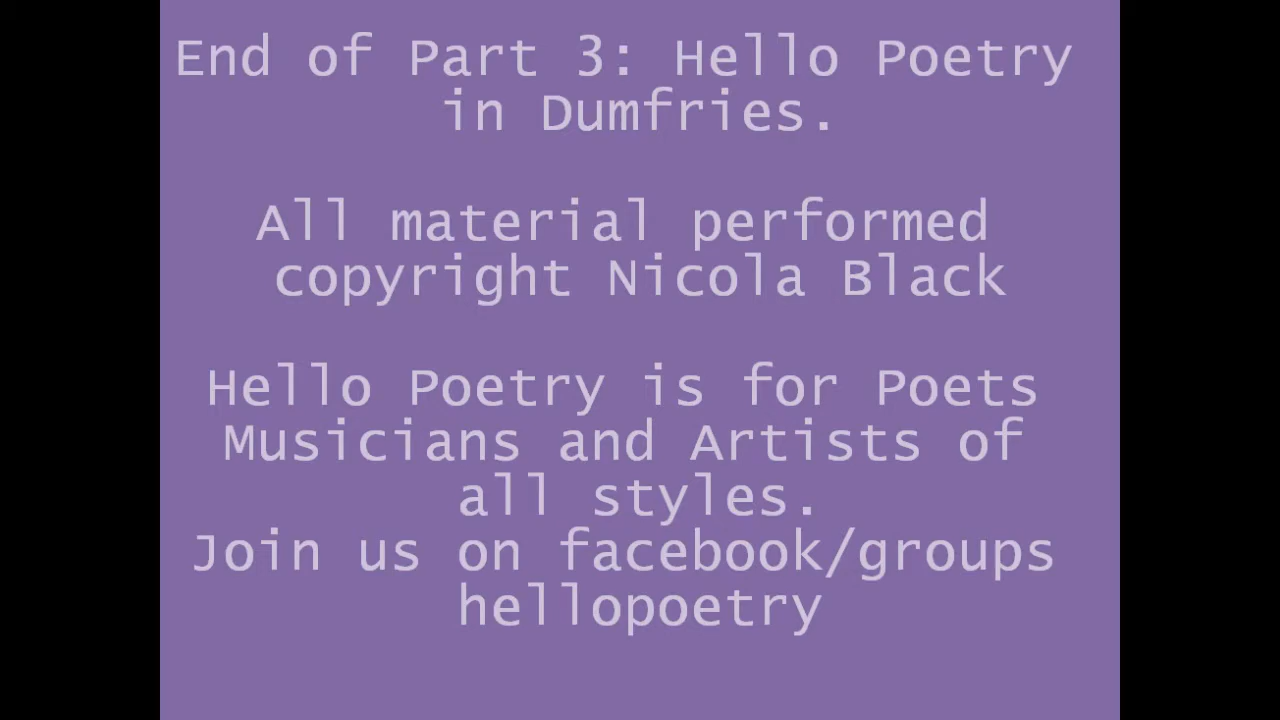 End of Part 3: Hello Poetry
in Dumfries.
All material performed
copyright Nicola Black
Hello Poetry is for Poets
Musicians and Artists of
all styles.
Join us on facebook/groups
hellopoetry